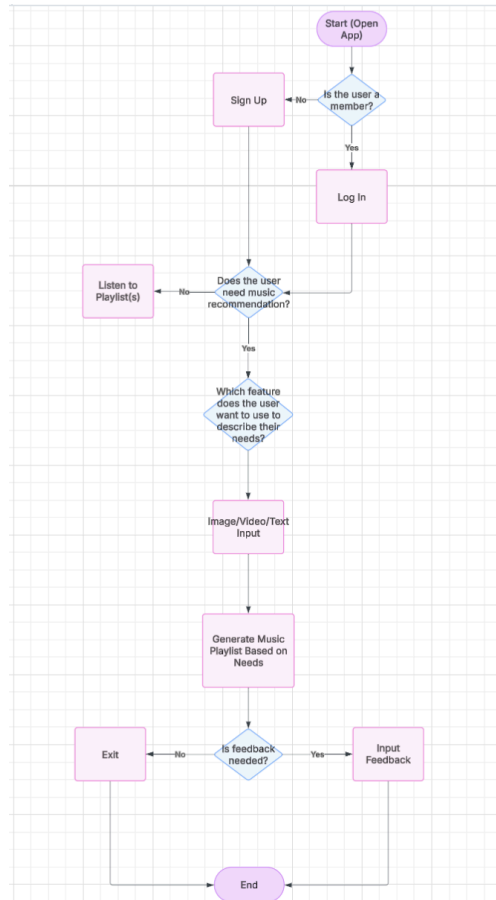 Start (Open
App)
Is the user a
member?
No
Sign Up
Yes
Log In
Does the user
need music
recommendation?
No
Listen to
Playlist(s)
Yes
Which feature
does the user
want to use to
describe their
needs?
Image/Video/Text
Input
Generate Music
Playlist Based on
Needs
Is feedback
needed?
No
Exit
Yes
Input
Feedback
End